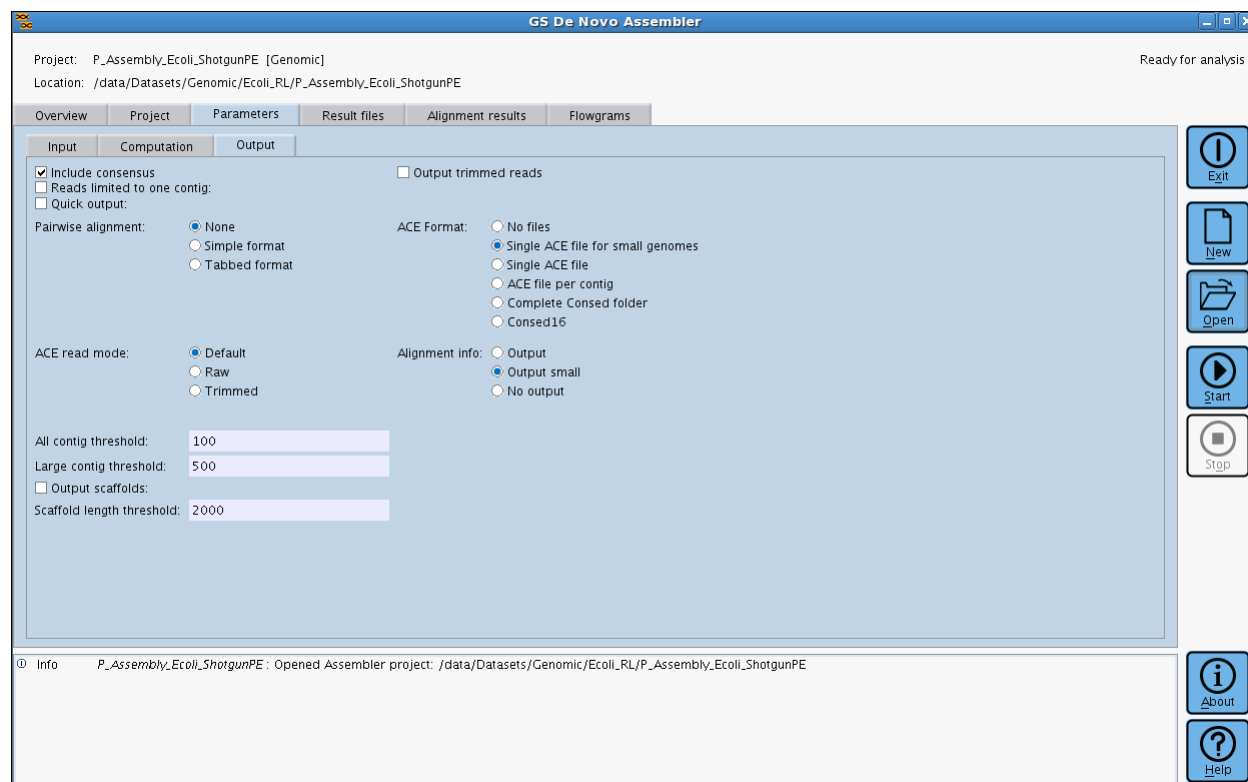 GS De Novo Assembler
Project: P_Assembly_Ecoli_ShotgunPE [Genomic]
Ready for analysis
Location: /data/Datasets/Genomic/Ecoli_RL/P_Assembly_Ecoli_ShotgunPE
Overview Project Parameters Result files Alignment results Flowgrams
Input Computation Output
Include consensus
Output trimmed reads
Reads limited to one contig:
Quick output:
Pairwise alignment: None
Simple format
Tabbed format
ACE Format: No files
Single ACE file for small genomes
Single ACE file
ACE file per contig
Complete Consed folder
Consed16
ACE read mode: Default
Raw
Trimmed
Alignment info: Output
Output small
No output
All contig threshold: 100
Large contig threshold: 500
Output scaffolds:
Scaffold length threshold: 2000
Exit
New
Open
Start
Stop
Info P_Assembly_Ecoli_ShotgunPE : Opened Assembler project: /data/Datasets/Genomic/Ecoli_RL/P_Assembly_Ecoli_ShotgunPE
About
Help